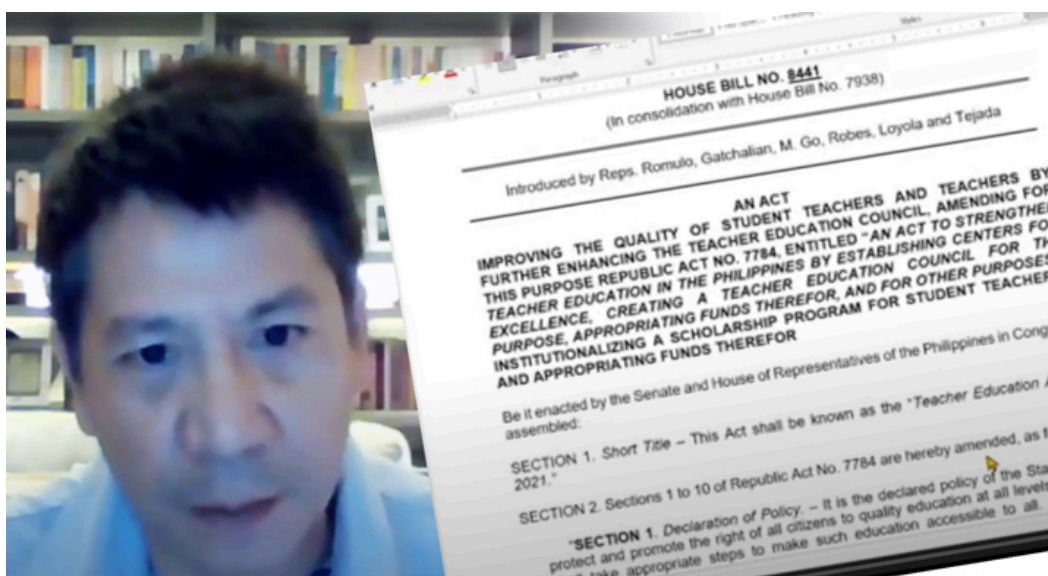 Paragraph
Styles
HOUSE BILL NO. 8441
(In consolidation with House Bill No. 7938)
Introduced by Reps. Romulo, Gatchalian, M. Go, Robes, Loyola and Tejada
AN ACT
IMPROVING THE QUALITY OF STUDENT TEACHERS AND TEACHERS BY
FURTHER ENHANCING THE TEACHER EDUCATION COUNCIL, AMENDING FOR
THIS PURPOSE REPUBLIC ACT NO. 7784, ENTITLED “AN ACT TO STRENGTHEN
TEACHER EDUCATION IN THE PHILIPPINES BY ESTABLISHING CENTERS FO
EXCELLENCE, CREATING A TEACHER EDUCATION COUNCIL FOR TH
PURPOSE, APPROPRIATING FUNDS THEREFOR, AND FOR OTHER PURPOSES
INSTITUTIONALIZING A SCHOLARSHIP PROGRAM FOR STUDENT TEACHER
AND APPROPRIATING FUNDS THEREFOR
Be it enacted by the Senate and House of Representatives of the Philippines in Cong
assembled:
SECTION 1. Short Title – This Act shall be known as the “Teacher Education A
2021.”
SECTION 2. Sections 1 to 10 of Republic Act No. 7784 are hereby amended, as f
“SECTION 1. Declaration of Policy. – It is the declared policy of the Sta
protect and promote the right of all citizens to quality education at all levels
take appropriate steps to make such education accessible to all.